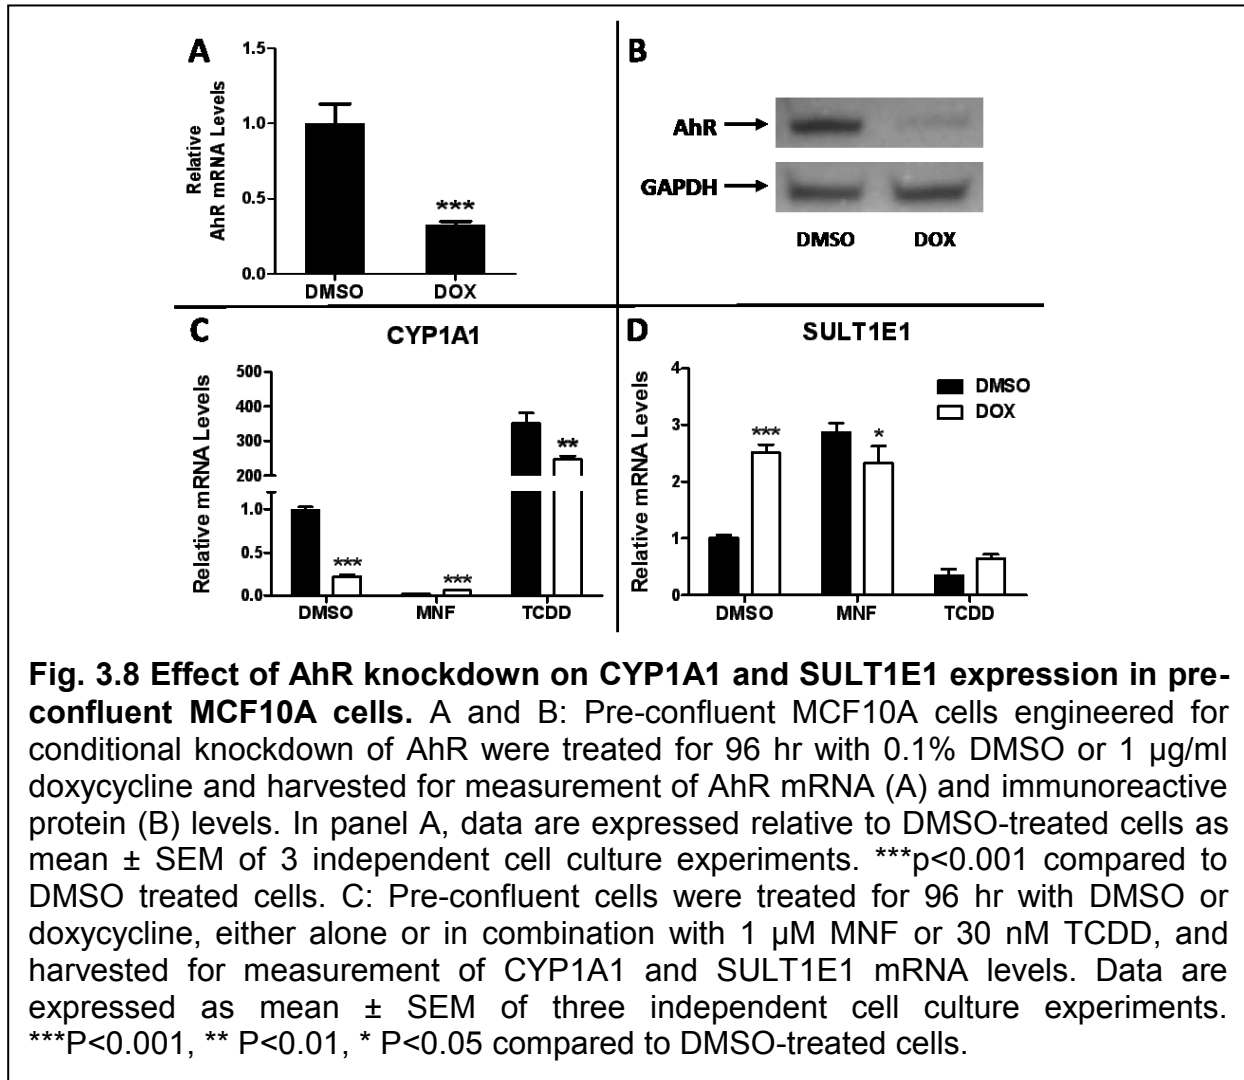 A
1.5
1.0
0.5
0.0
Relative
AhR mRNA Levels
***
DMSO DOX
B
AhR
GAPDH
DMSO DOX
C
CYP1A1
Relative mRNA Levels
500
400
300
200
1.0
0.5
0.0
***
***
**
DMSO MNF TCDD
D
SULT1E1
Relative mRNA Levels
4
3
2
1
0
***
*
DMSO
DOX
DMSO MNF TCDD
Fig. 3.8 Effect of AhR knockdown on CYP1A1 and SULT1E1 expression in pre-
confluent MCF10A cells. A and B: Pre-confluent MCF10A cells engineered for
conditional knockdown of AhR were treated for 96 hr with 0.1% DMSO or 1 µg/ml
doxycycline and harvested for measurement of AhR mRNA (A) and immunoreactive
protein (B) levels. In panel A, data are expressed relative to DMSO-treated cells as
mean ± SEM of 3 independent cell culture experiments. ***p<0.001 compared to
DMSO treated cells. C: Pre-confluent cells were treated for 96 hr with DMSO or
doxycycline, either alone or in combination with 1 µM MNF or 30 nM TCDD, and
harvested for measurement of CYP1A1 and SULT1E1 mRNA levels. Data are
expressed as mean ± SEM of three independent cell culture experiments.
***P<0.001, ** P<0.01, * P<0.05 compared to DMSO-treated cells.